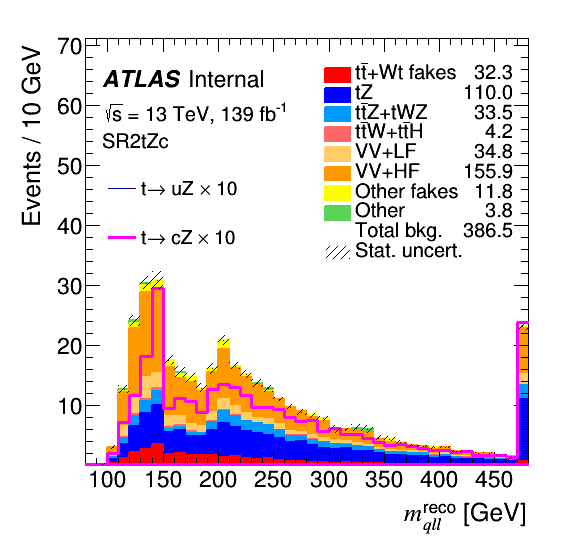 Events / 10 GeV
70
60
50
40
30
20
10
ATLAS Internal
√s = 13 TeV, 139 fb⁻¹
SR2tZc
t→ uZ × 10
t→ cZ × 10
tt̄+Wt fakes 32.3
tZ 110.0
tt̄Z+tWZ 33.5
tt̄W+tt̄H 4.2
VV+LF 34.8
VV+HF 155.9
Other fakes 11.8
Other 3.8
Total bkg. 386.5
Stat. uncert.
100 150 200 250 300 350 400 450
m_{qll}^{reco} [GeV]